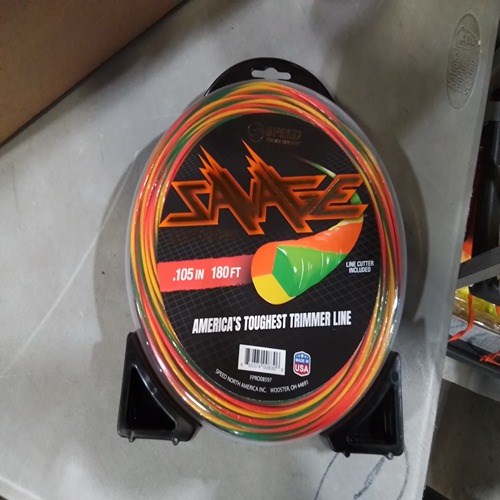 SPEED
SAVAGE
.105 IN 180 FT
LINE CUTTER
INCLUDED
AMERICA'S TOUGHEST TRIMMER LINE
MADE IN
USA
FPRO08597
SPEED NORTH AMERICA INC. WOOSTER, OH 44691